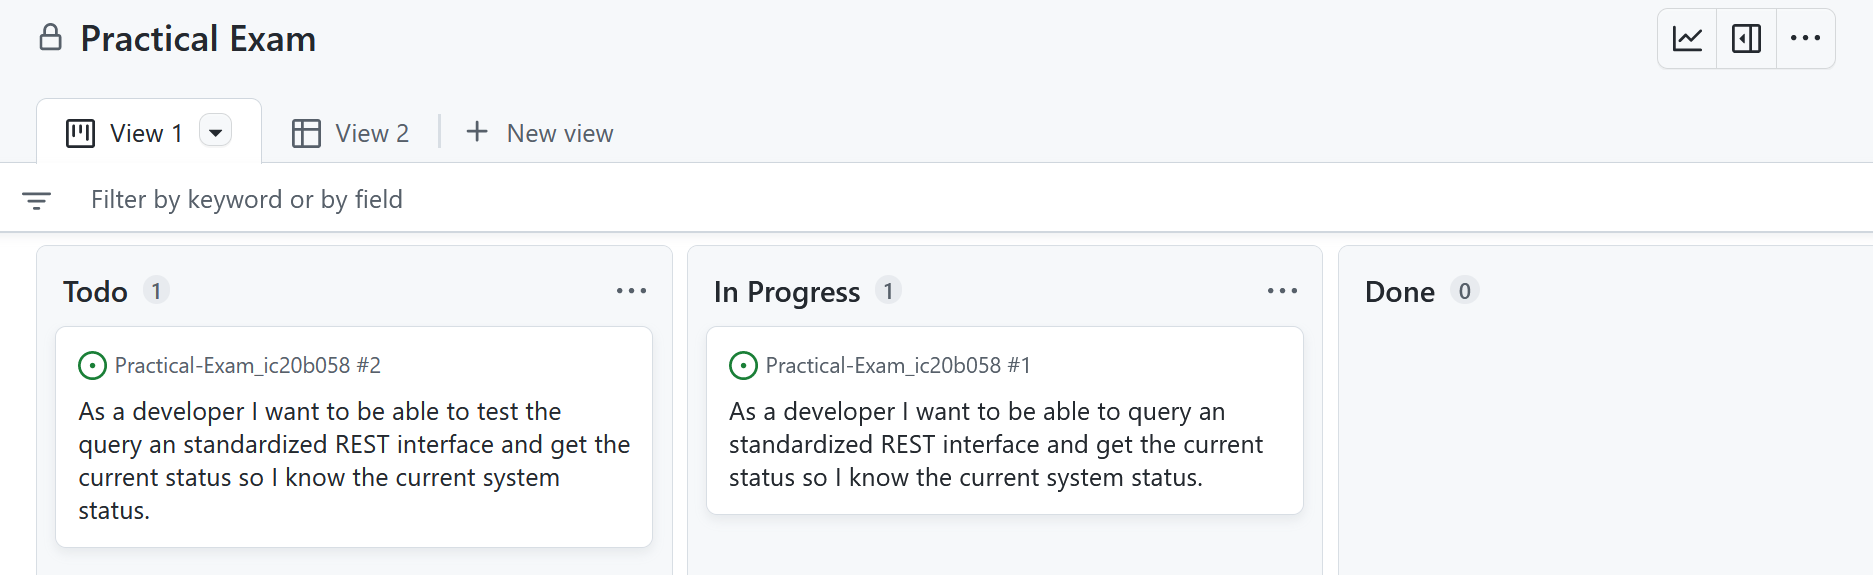 Practical Exam
View 1
View 2
New view
Filter by keyword or by field
Todo 1
Practical-Exam_ic20b058 #2
As a developer I want to be able to test the
query an standardized REST interface and get the
current status so I know the current system
status.
In Progress 1
Practical-Exam_ic20b058 #1
As a developer I want to be able to query an
standardized REST interface and get the current
status so I know the current system status.
Done 0